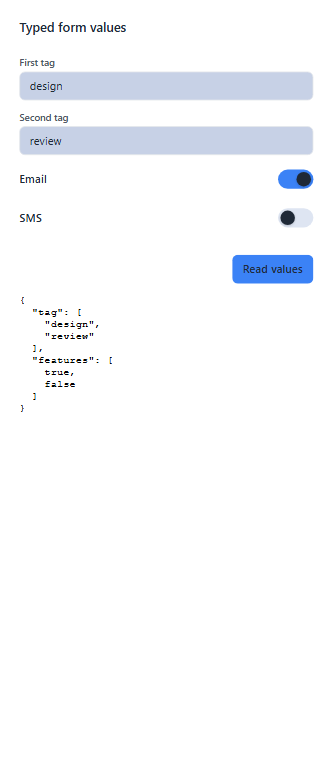 Typed form values
First tag
design
Second tag
review
Email
SMS
Read values
{
  "tag": [
    "design",
    "review"
  ],
  "features": [
    true,
    false
  ]
}